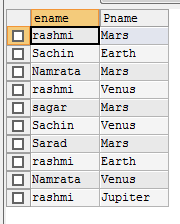 ename Pname
rashmi Mars
Sachin Earth
Namrata Mars
rashmi Venus
sagar Mars
Sachin Venus
Sarad Mars
rashmi Earth
Namrata Venus
rashmi Jupiter